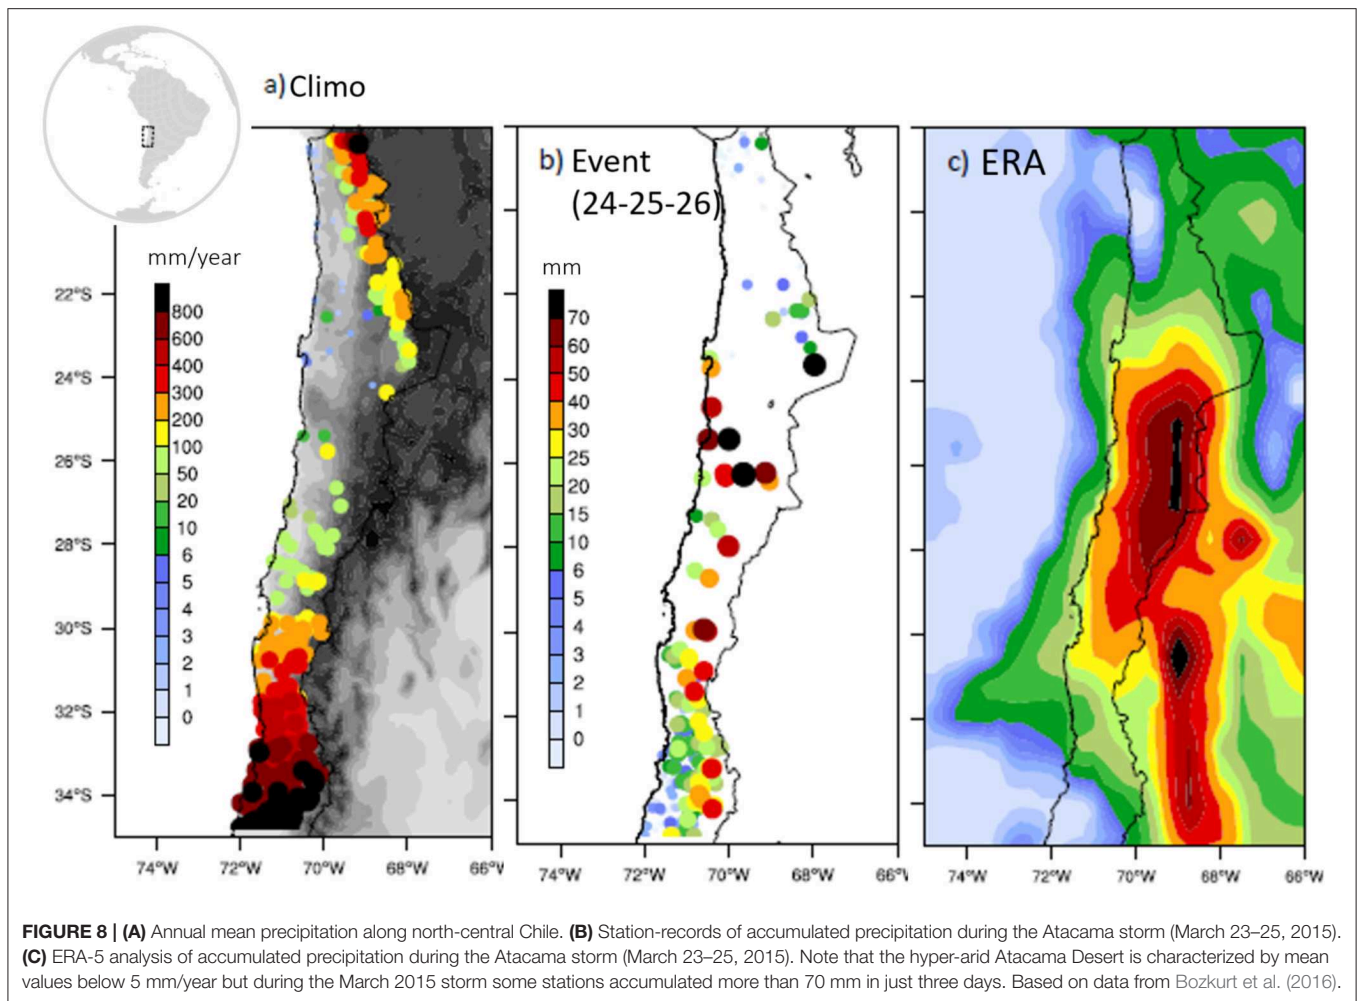 a) Climo
b) Event
(24-25-26)
c) ERA
mm/year
800
600
400
300
200
100
50
20
10
6
5
4
3
2
1
0
22°S
24°S
26°S
28°S
30°S
32°S
34°S
74°W
72°W
70°W
68°W
66°W
mm
70
60
50
40
30
25
20
15
10
6
5
4
3
2
1
0
74°W
72°W
70°W
68°W
66°W
74°W
72°W
70°W
68°W
66°W
FIGURE 8 | (A) Annual mean precipitation along north-central Chile. (B) Station-records of accumulated precipitation during the Atacama storm (March 23–25, 2015).
(C) ERA-5 analysis of accumulated precipitation during the Atacama storm (March 23–25, 2015). Note that the hyper-arid Atacama Desert is characterized by mean
values below 5 mm/year but during the March 2015 storm some stations accumulated more than 70 mm in just three days. Based on data from Bozkurt et al. (2016).